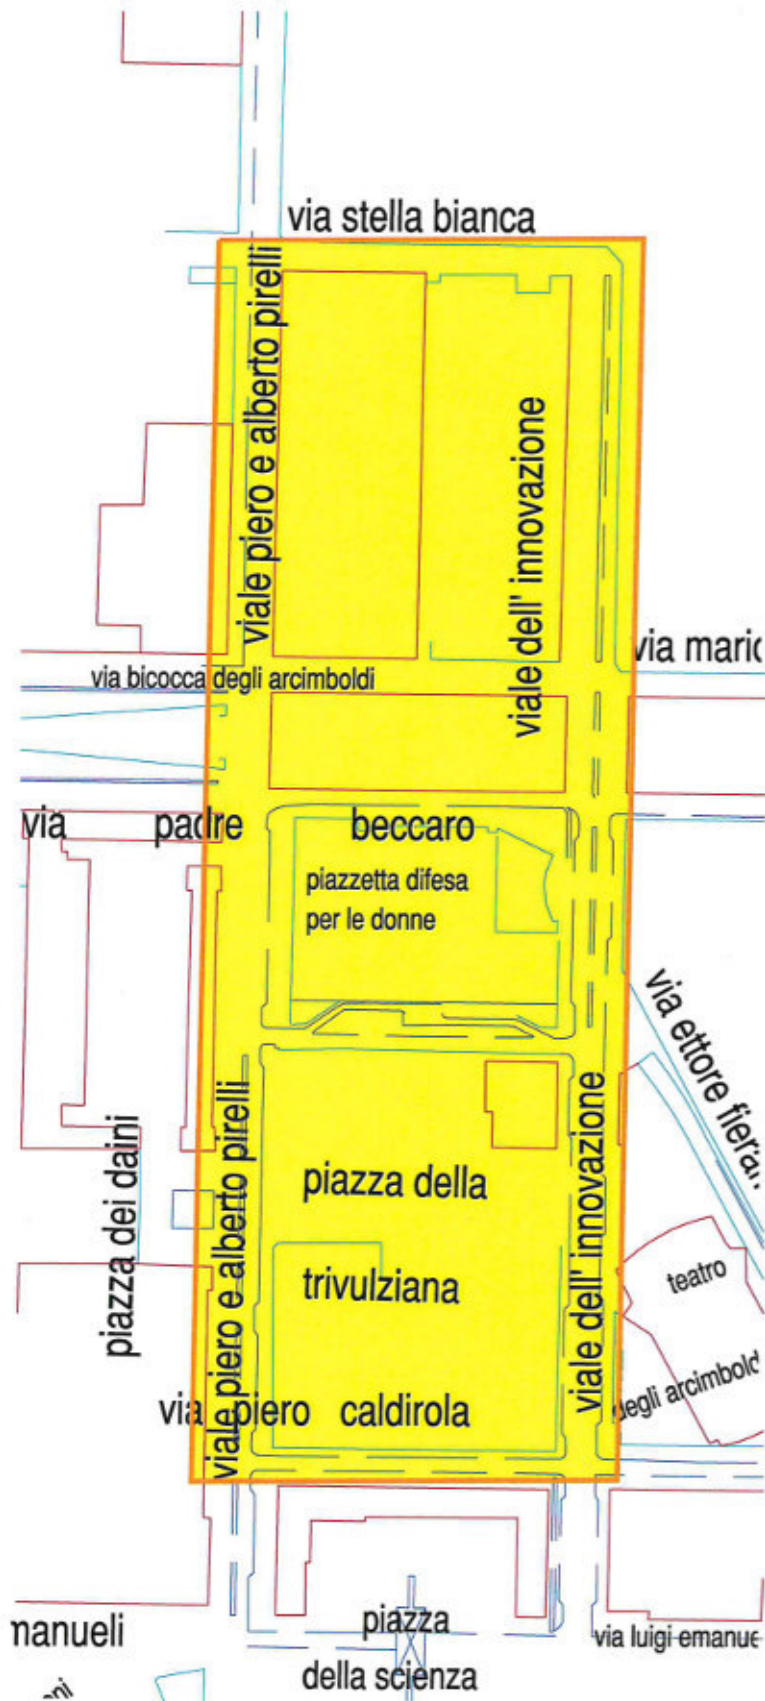 via stella bianca
viale piero e alberto pirelli
viale dell' innovazione
via maric
via bicocca degli arcimboldi
via padre beccaro
piazzetta difesa
per le donne
via ettore fierar
piazza dei daini
viale piero e alberto pirelli
piazza della
trivulziana
viale dell' innovazione
teatro
degli arcimbold
via piero caldirola
manueli
piazza
della scienza
via luigi emanue